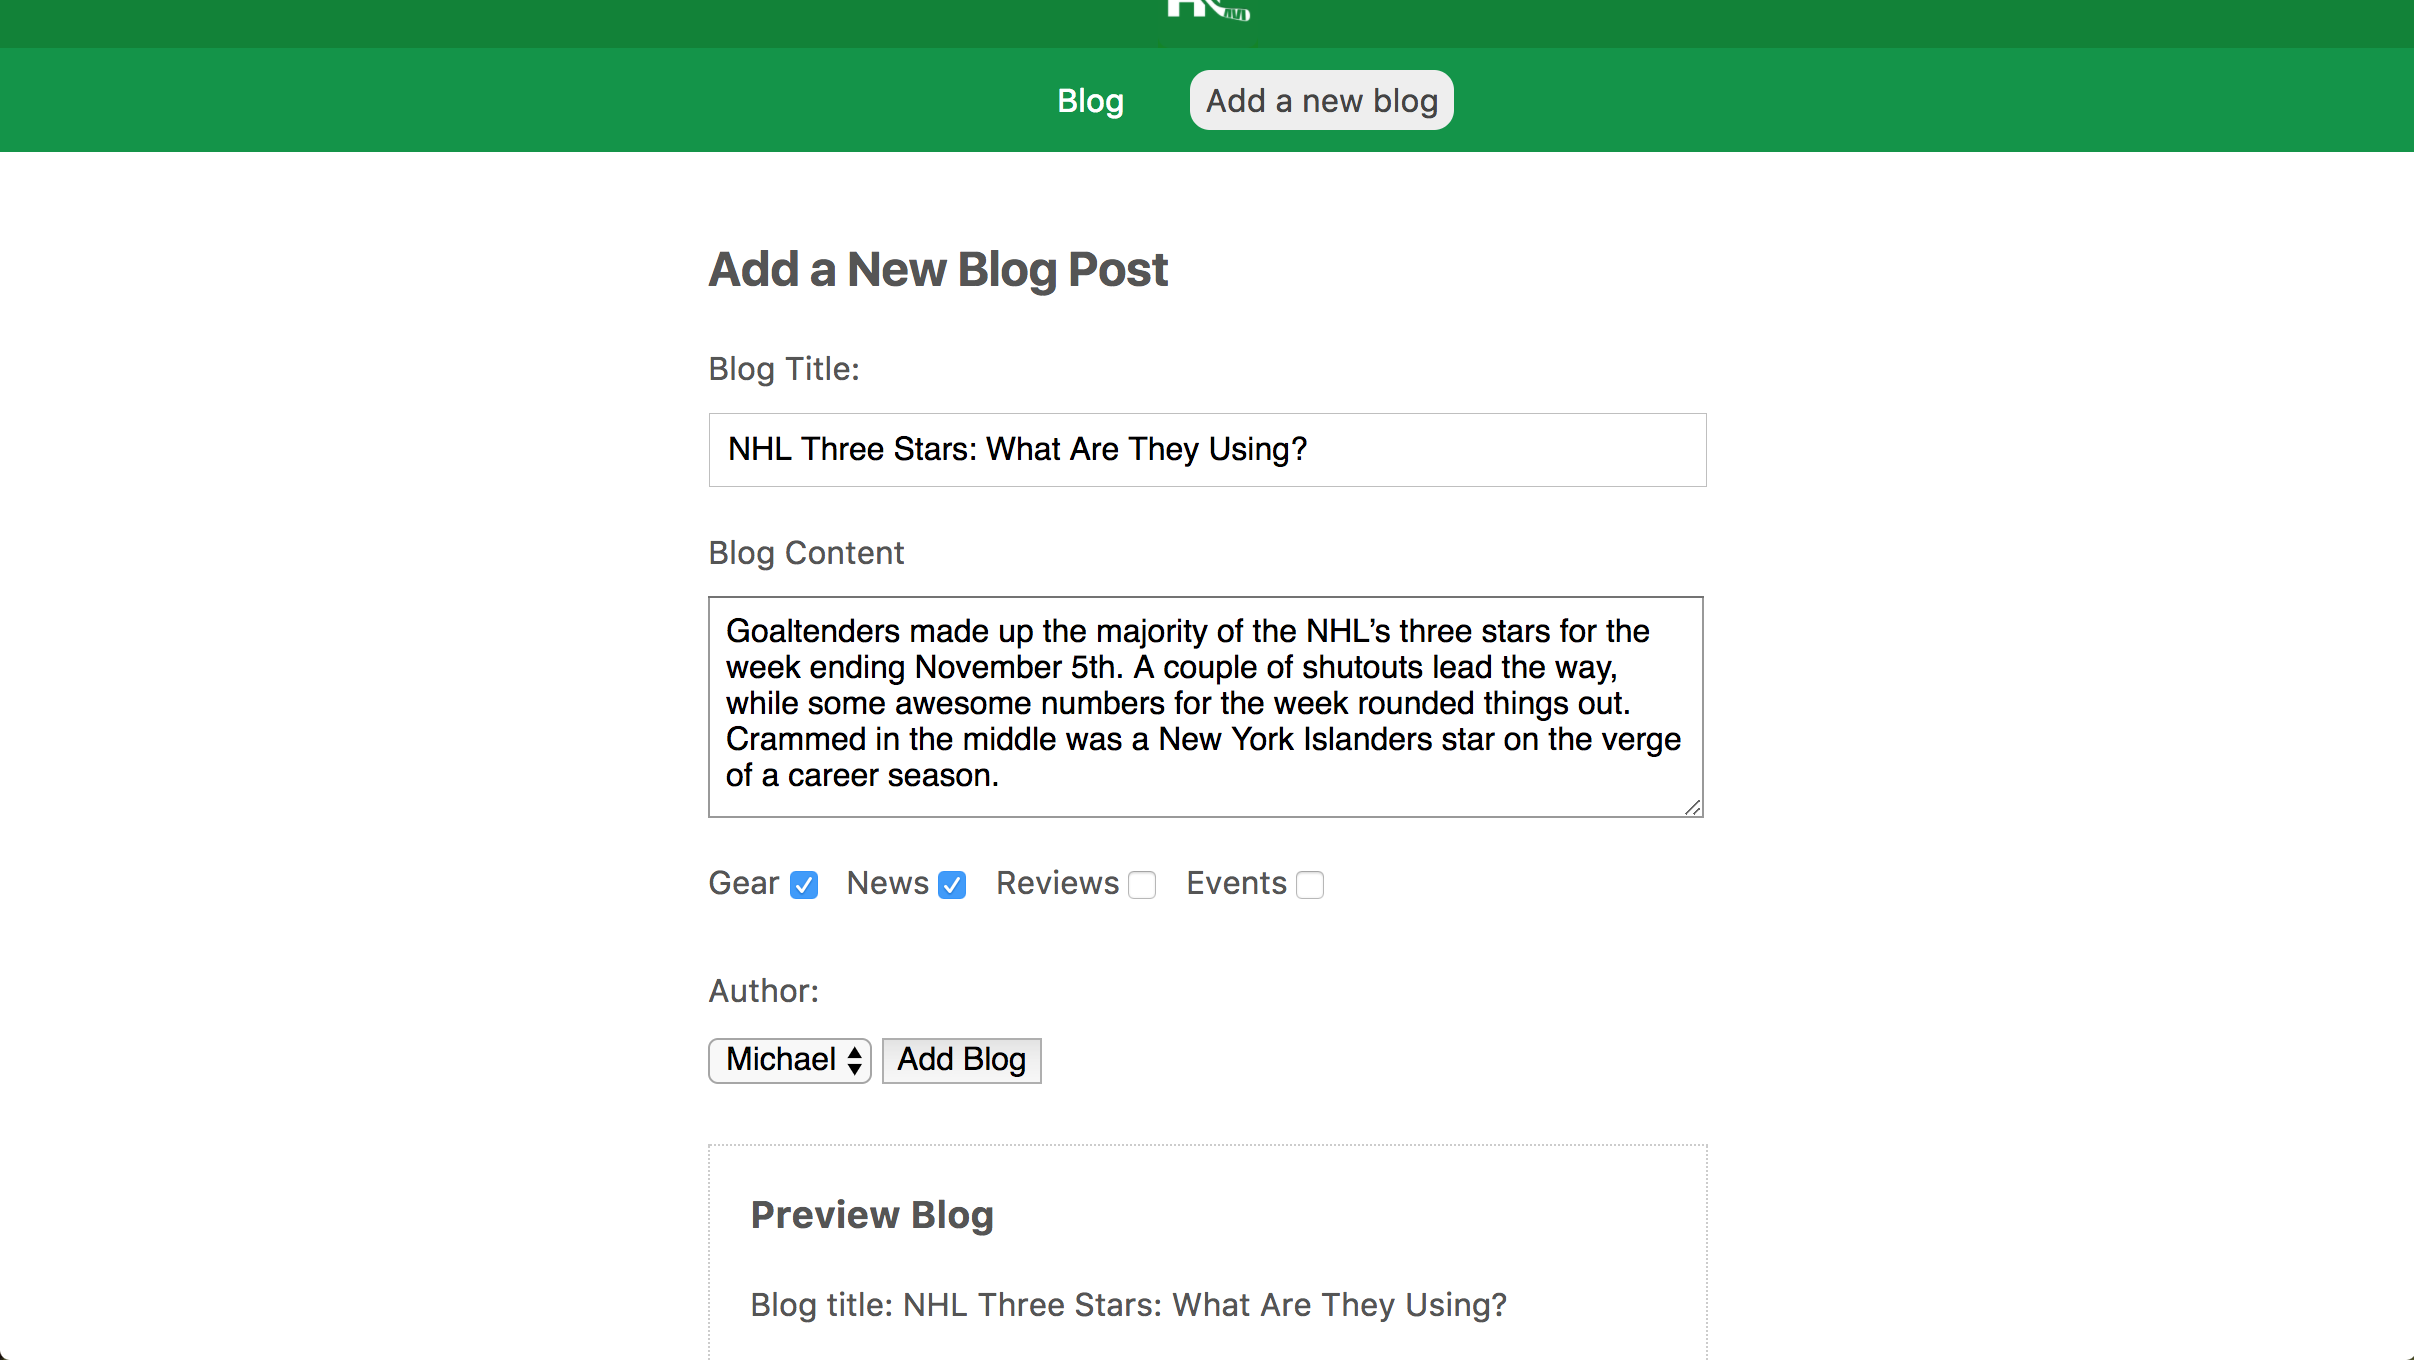 Blog
Add a new blog
Add a New Blog Post
Blog Title:
NHL Three Stars: What Are They Using?
Blog Content
Goaltenders made up the majority of the NHL’s three stars for the
week ending November 5th. A couple of shutouts lead the way,
while some awesome numbers for the week rounded things out.
Crammed in the middle was a New York Islanders star on the verge
of a career season.
Gear News Reviews Events
Author:
Michael Add Blog
Preview Blog
Blog title: NHL Three Stars: What Are They Using?